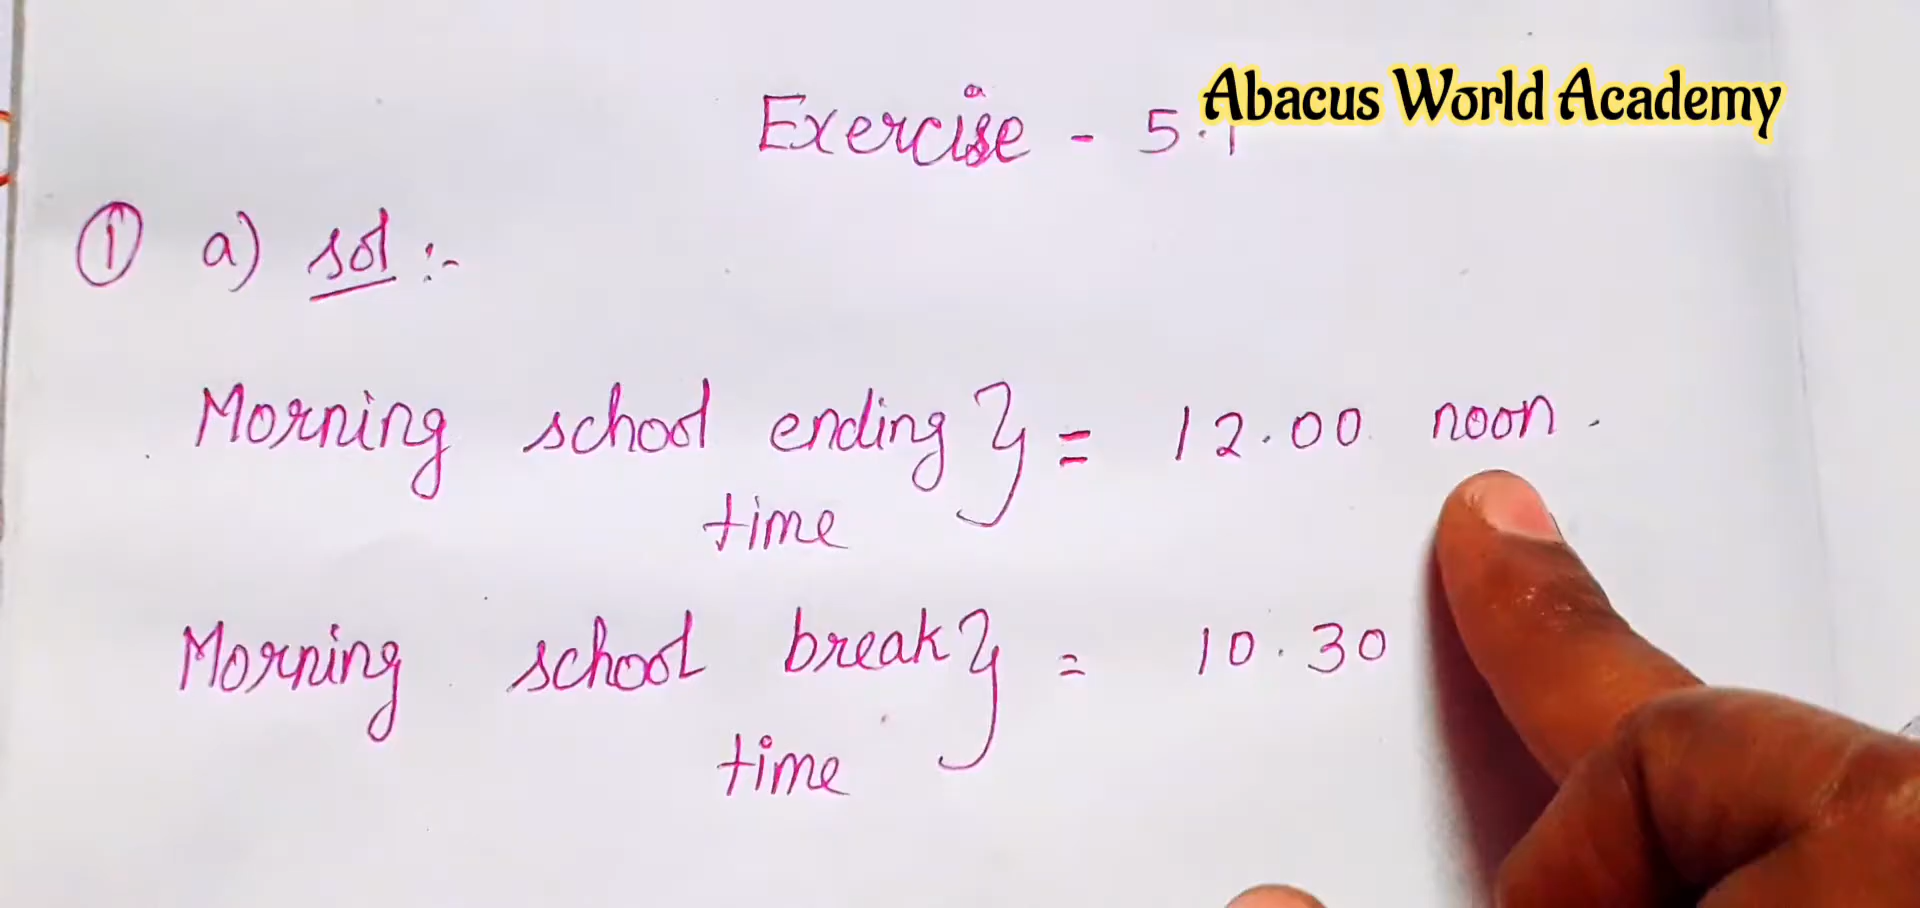 Abacus World Academy
Exercise - 5.1
① a) sol :-
Morning school ending } = 12.00 noon.
time
Morning school break } = 10.30
time